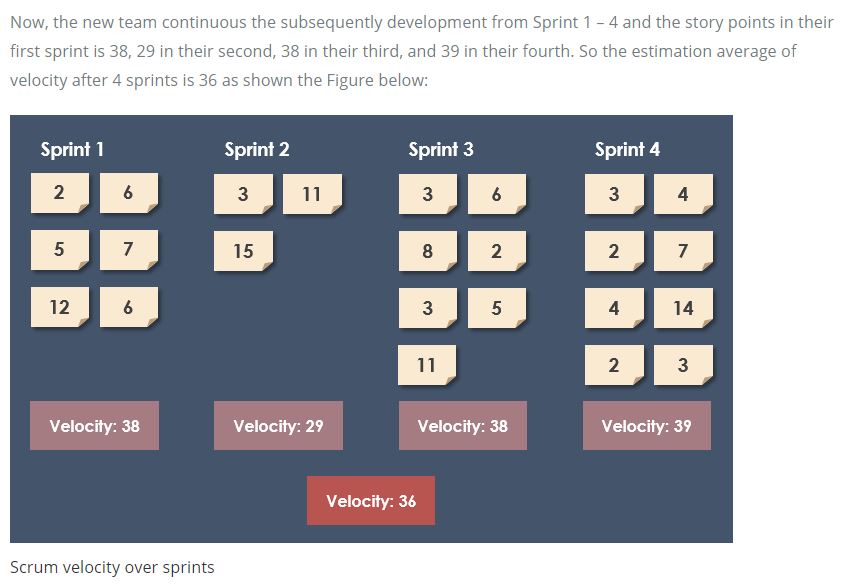 Now, the new team continuous the subsequently development from Sprint 1 – 4 and the story points in their
first sprint is 38, 29 in their second, 38 in their third, and 39 in their fourth. So the estimation average of
velocity after 4 sprints is 36 as shown the Figure below:
Sprint 1
2 6
5 7
12 6
Velocity: 38
Sprint 2
3 11
15
Velocity: 29
Sprint 3
3 6
8 2
3 5
11
Velocity: 38
Sprint 4
3 4
2 7
4 14
2 3
Velocity: 39
Velocity: 36
Scrum velocity over sprints